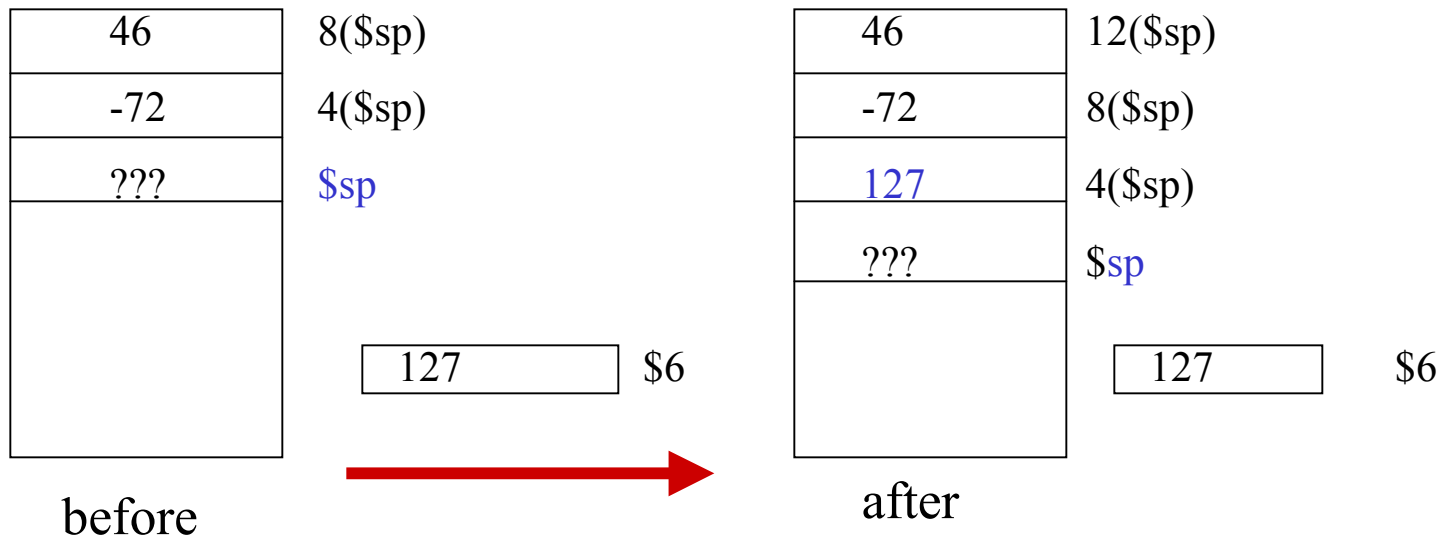 46 8($sp) 46 12($sp)
-72 4($sp) -72 8($sp)
??? $sp 127 4($sp)
??? $sp
127 $6 127 $6
before after